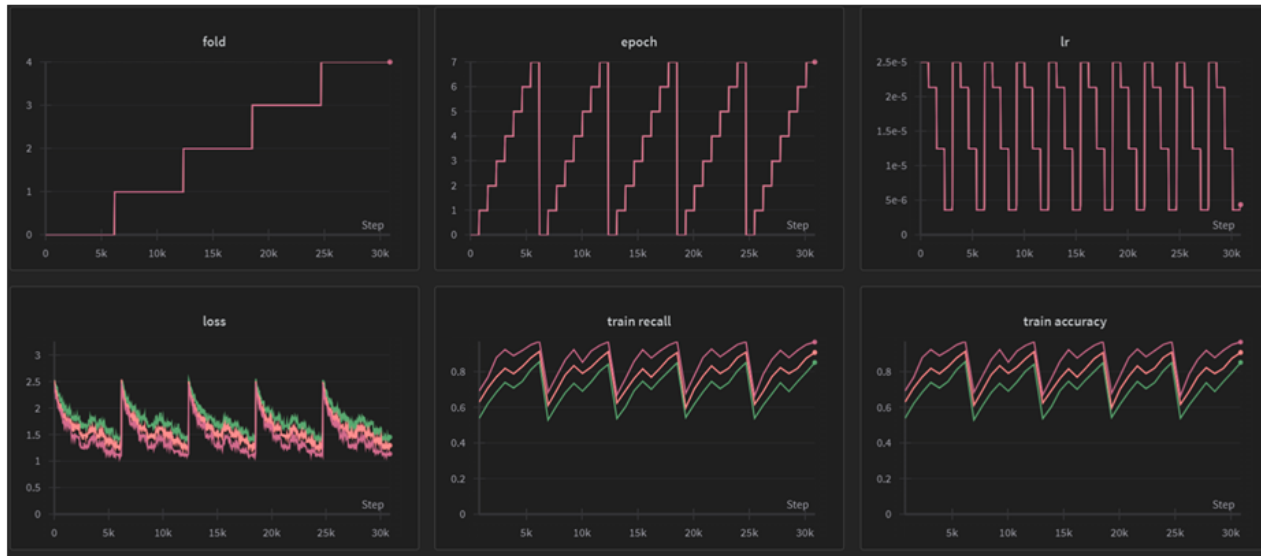 fold
4
3
2
1
0
Step
0 5k 10k 15k 20k 25k 30k
epoch
7
6
5
4
3
2
1
0
Step
0 5k 10k 15k 20k 25k 30k
lr
2.5e-5
2e-5
1.5e-5
1e-5
5e-6
0
Step
0 5k 10k 15k 20k 25k 30k
loss
3
2.5
2
1.5
1
0.5
0
Step
0 5k 10k 15k 20k 25k 30k
train recall
0.8
0.6
0.4
0.2
0
Step
5k 10k 15k 20k 25k 30k
train accuracy
0.8
0.6
0.4
0.2
0
Step
5k 10k 15k 20k 25k 30k